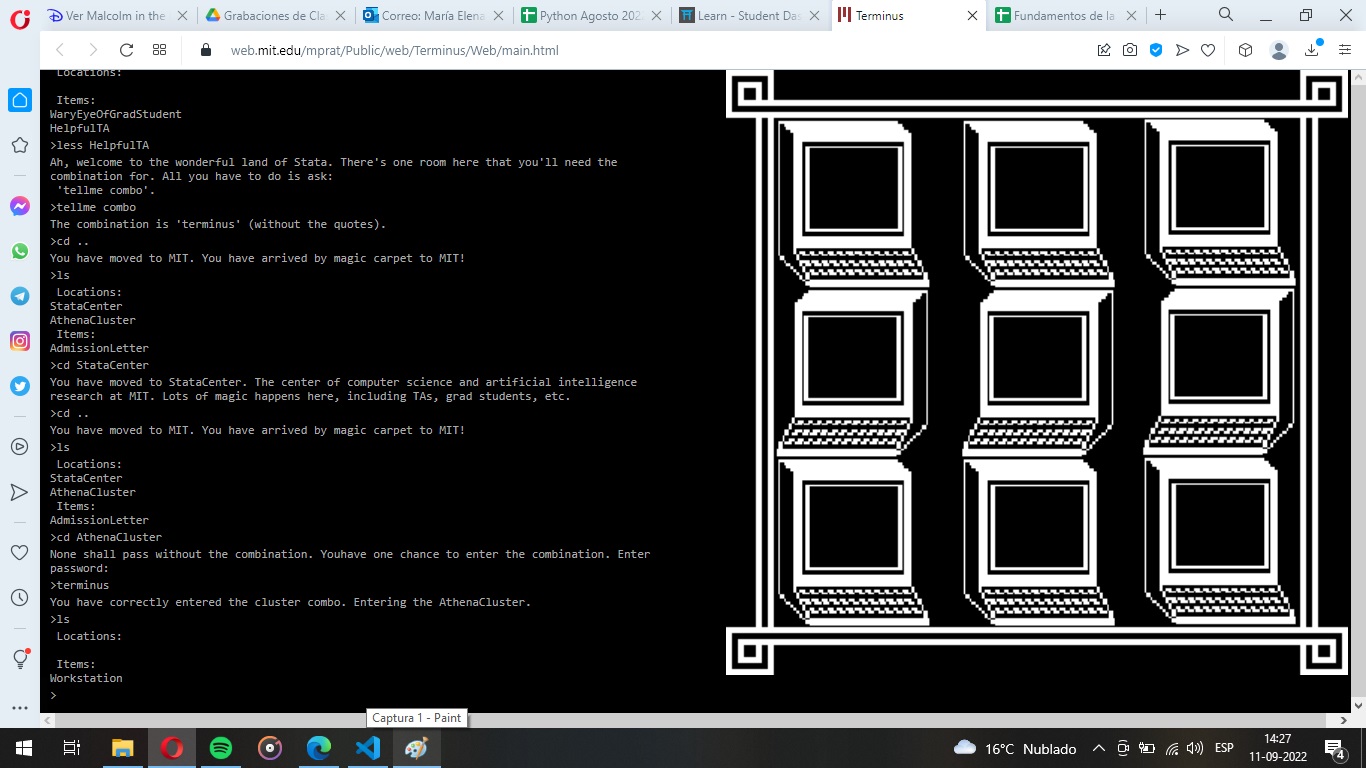 Ver Malcolm in the
Grabaciones de Cla
Correo: María Elena
Python Agosto 202
Learn - Student Das
Terminus
Fundamentos de la
web.mit.edu/mprat/Public/web/Terminus/Web/main.html
Locations:
Items:
WaryEyeOfGradStudent
HelpfulTA
>less HelpfulTA
Ah, welcome to the wonderful land of Stata. There's one room here that you'll need the
combination for. All you have to do is ask:
'tellme combo'.
>tellme combo
The combination is 'terminus' (without the quotes).
>cd ..
You have moved to MIT. You have arrived by magic carpet to MIT!
>ls
Locations:
StataCenter
AthenaCluster
Items:
AdmissionLetter
>cd StataCenter
You have moved to StataCenter. The center of computer science and artificial intelligence
research at MIT. Lots of magic happens here, including TAs, grad students, etc.
>cd ..
You have moved to MIT. You have arrived by magic carpet to MIT!
>ls
Locations:
StataCenter
AthenaCluster
Items:
AdmissionLetter
>cd AthenaCluster
None shall pass without the combination. Youhave one chance to enter the combination. Enter
password:
>terminus
You have correctly entered the cluster combo. Entering the AthenaCluster.
>ls
Locations:
Items:
Workstation
>
Captura 1 - Paint
16°C Nublado
ESP
14:27
11-09-2022
4